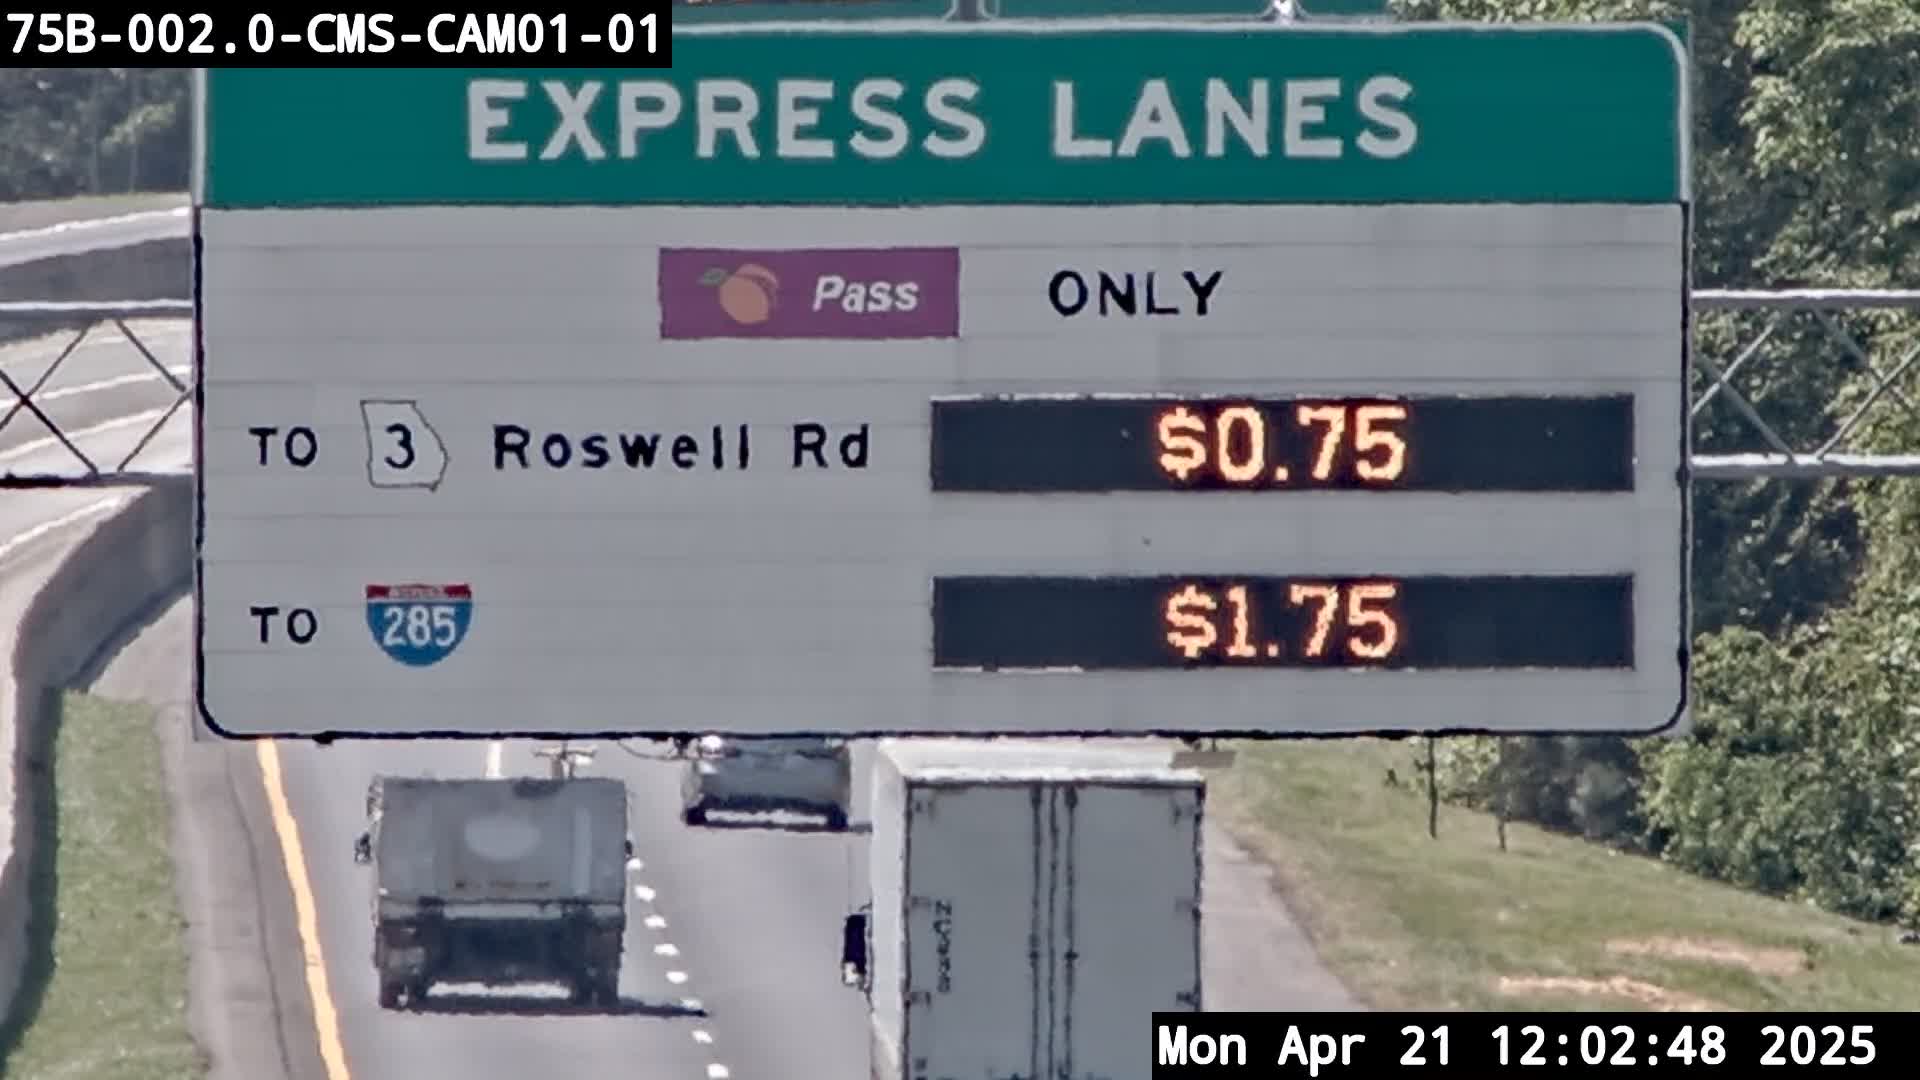 75B-002.0-CMS-CAM01-01
EXPRESS LANES
Pass ONLY
TO 3 Roswell Rd $0.75
TO 285 $1.75
Mon Apr 21 12:02:48 2025